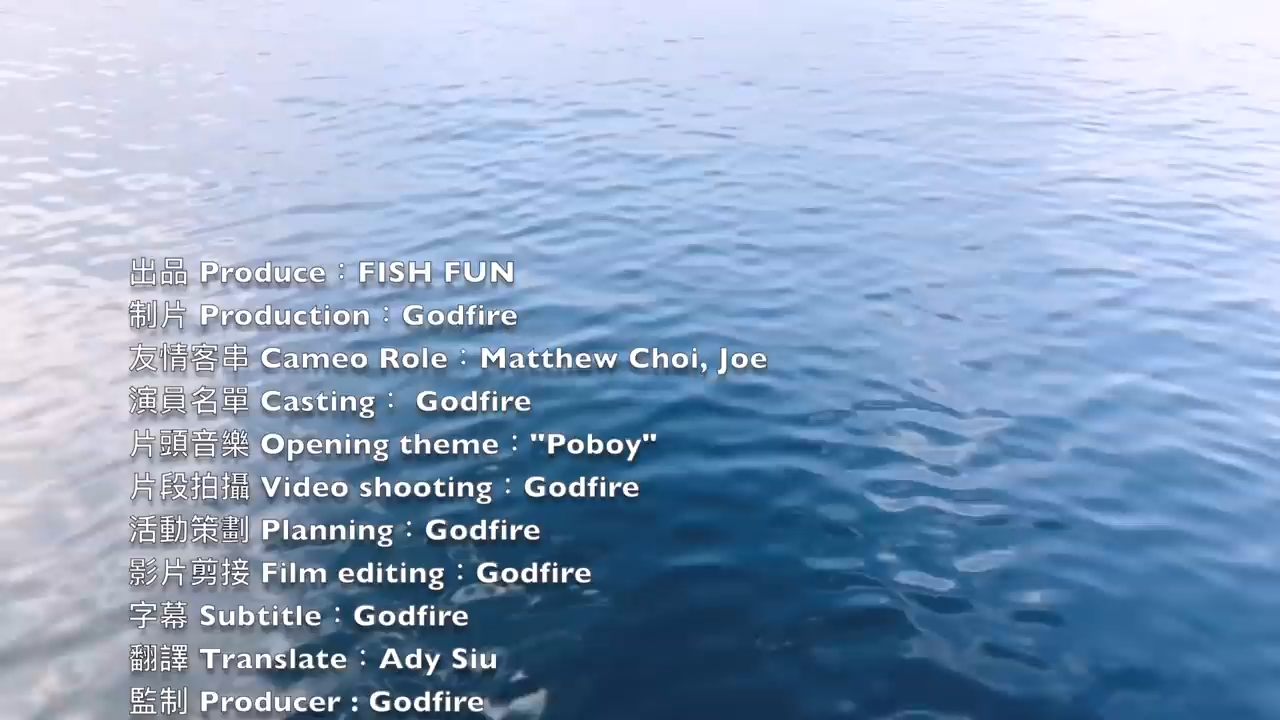 出品 Produce：FISH FUN
制片 Production：Godfire
友情客串 Cameo Role：Matthew Choi, Joe
演員名單 Casting： Godfire
片頭音樂 Opening theme："Poboy"
片段拍攝 Video shooting：Godfire
活動策劃 Planning：Godfire
影片剪接 Film editing：Godfire
字幕 Subtitle：Godfire
翻譯 Translate：Ady Siu
監制 Producer : Godfire